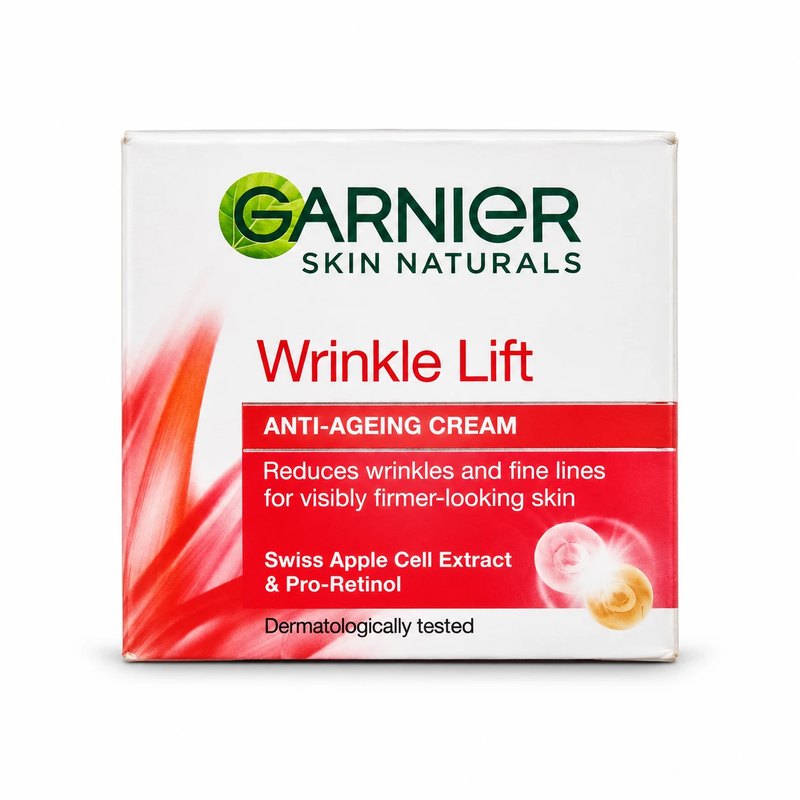 GARNIER
SKIN NATURALS
Wrinkle Lift
ANTI-AGEING CREAM
Reduces wrinkles and fine lines
for visibly firmer-looking skin
Swiss Apple Cell Extract
& Pro-Retinol
Dermatologically tested